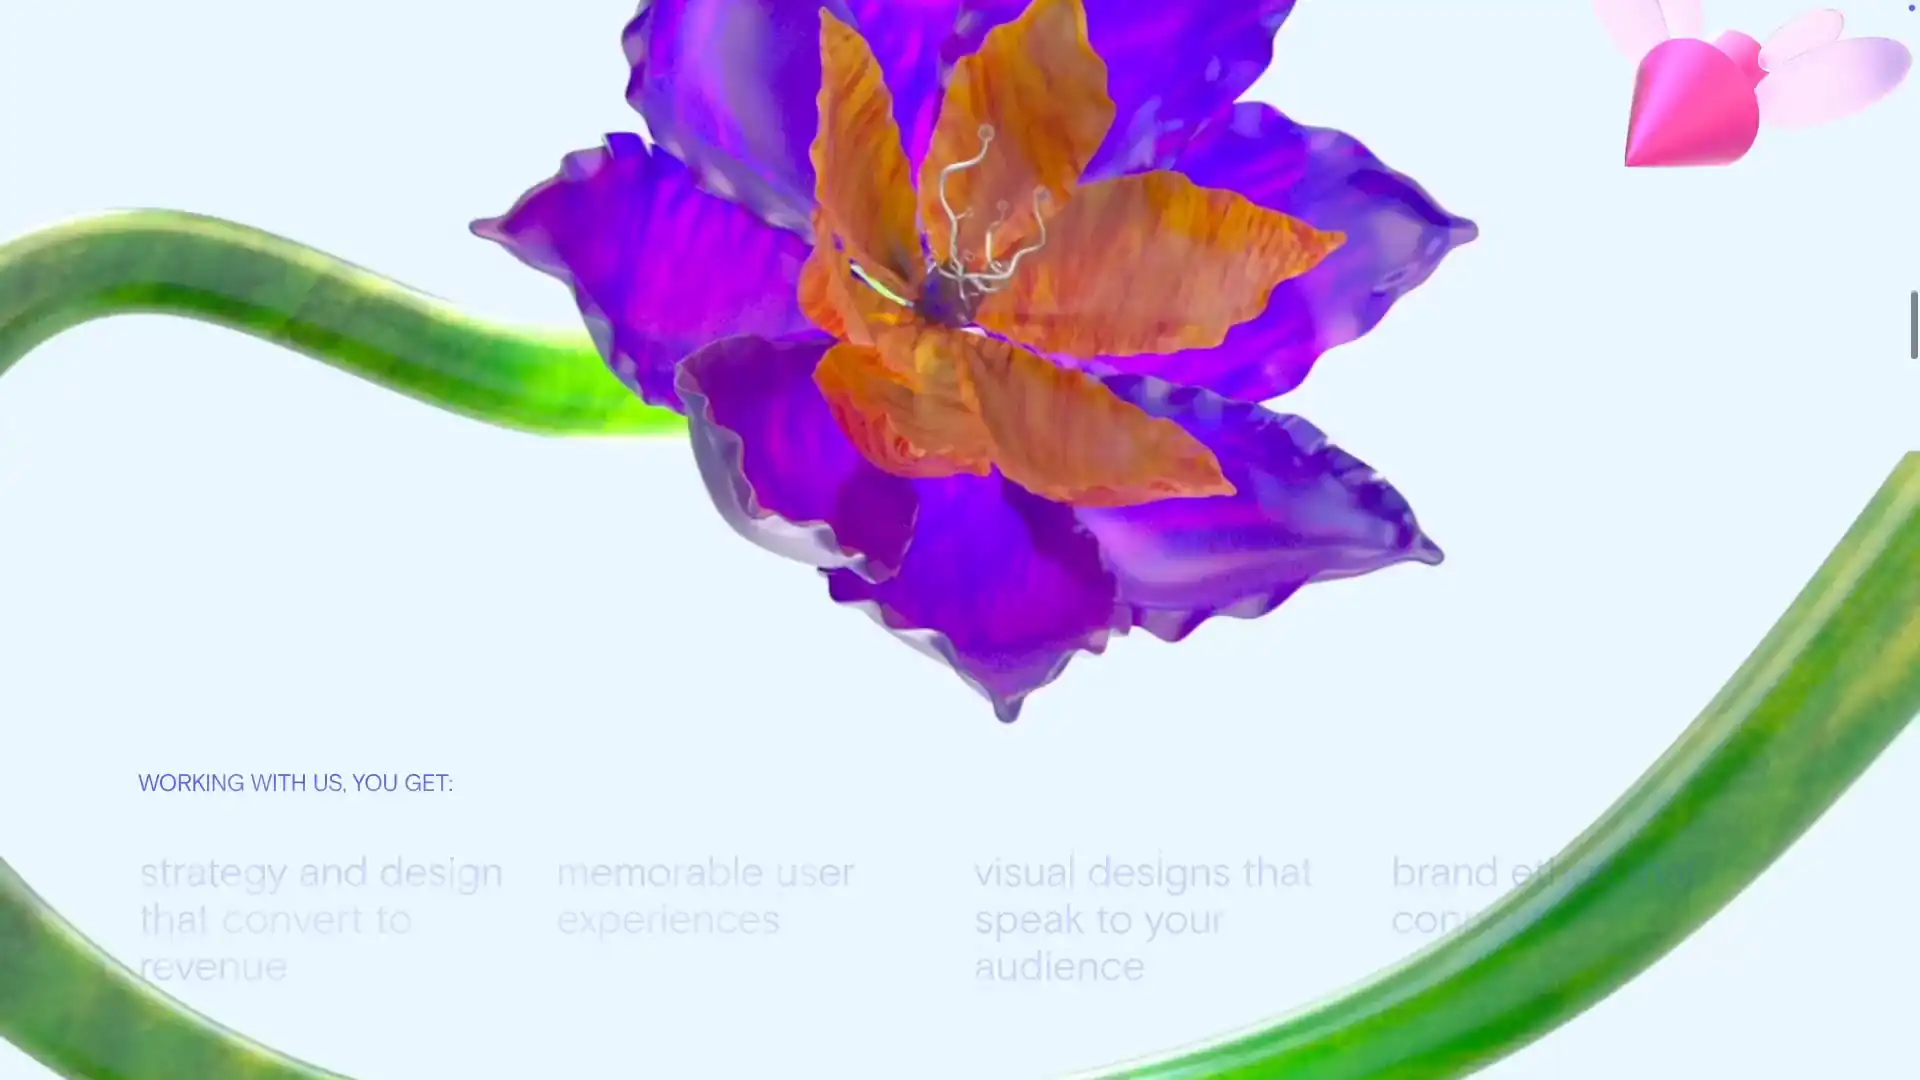 WORKING WITH US, YOU GET:
strategy and design
that convert to
revenue
memorable user
experiences
visual designs that
speak to your
audience
brand